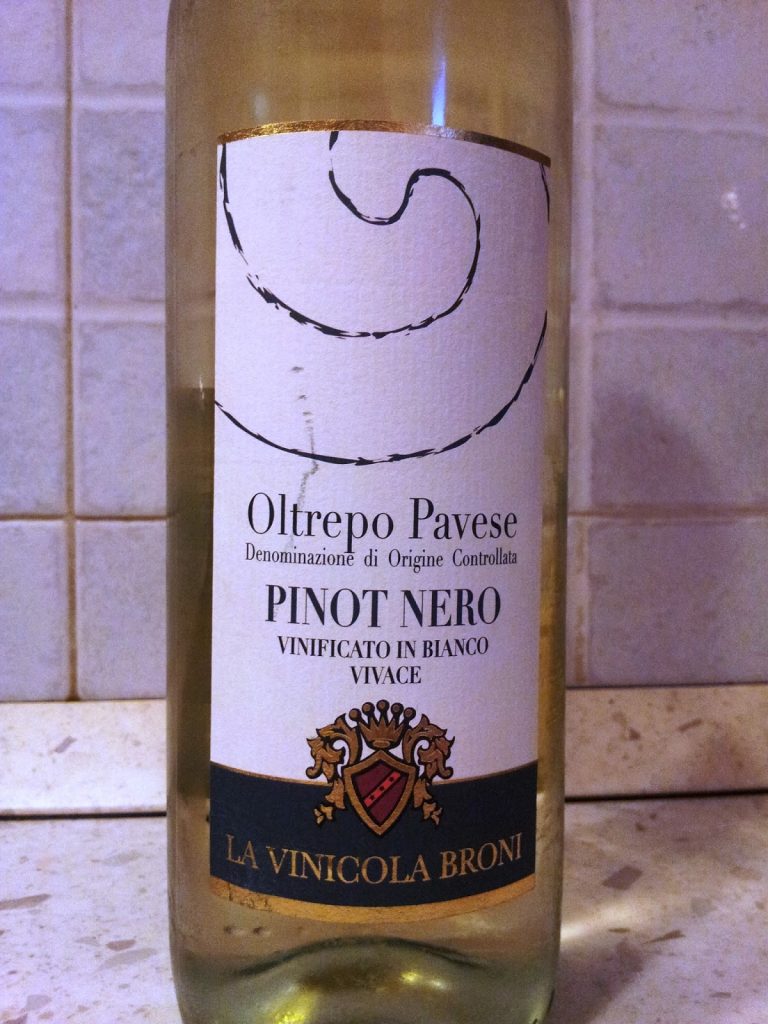 Oltrepo Pavese
Denominazione di Origine Controllata
PINOT NERO
VINIFICATO IN BIANCO
VIVACE
LA VINICOLA BRONI